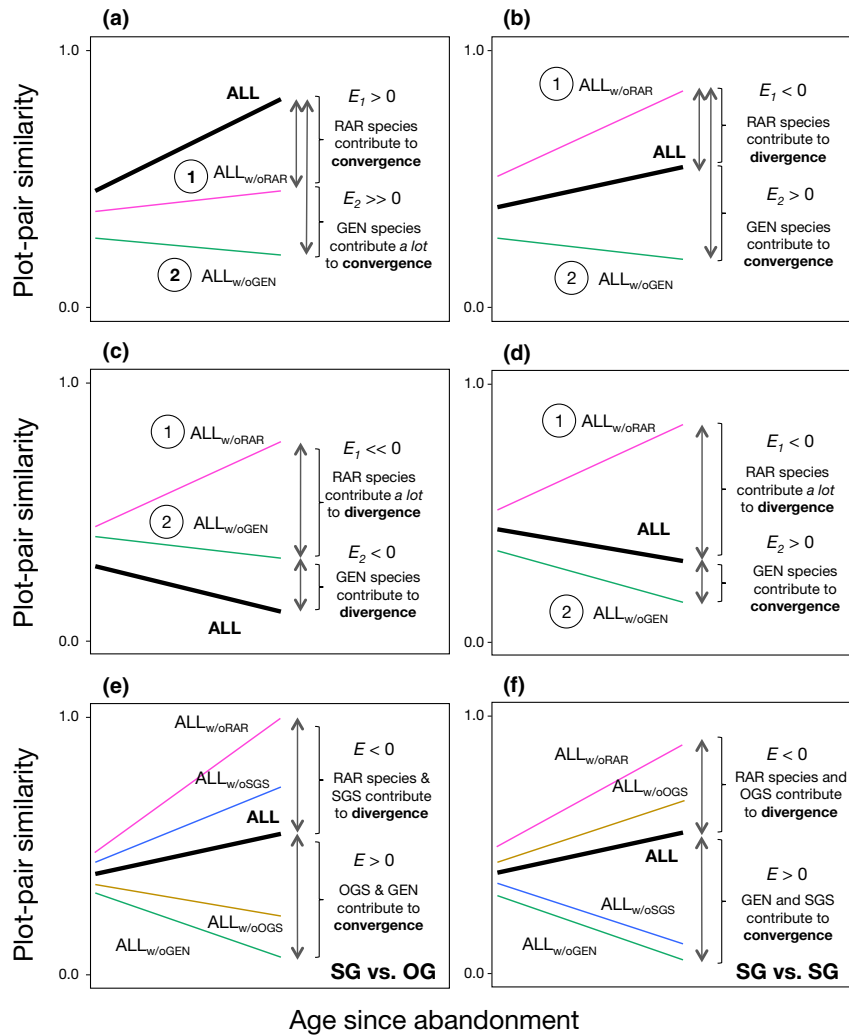 (a)
1.0
ALL
E1 > 0
RAR species
contribute to
convergence
1 ALLw/oRAR
E2 >> 0
GEN species
contribute a lot
to convergence
2 ALLw/oGEN
0.0
Plot-pair similarity
(b)
1.0
1 ALLw/oRAR
E1 < 0
RAR species
contribute to
divergence
ALL
E2 > 0
GEN species
contribute to
convergence
2 ALLw/oGEN
0.0
Plot-pair similarity
(c)
1.0
1 ALLw/oRAR
E1 << 0
RAR species
contribute a lot
to divergence
2 ALLw/oGEN
E2 < 0
GEN species
contribute to
divergence
ALL
0.0
Plot-pair similarity
(d)
1.0
1 ALLw/oRAR
E1 < 0
RAR species
contribute a lot
to divergence
ALL
E2 > 0
GEN species
contribute to
convergence
2 ALLw/oGEN
0.0
Plot-pair similarity
(e)
1.0
ALLw/oRAR
E < 0
RAR species &
SGS contribute
to divergence
ALLw/oSGS
ALL
E > 0
OGS & GEN
contribute to
convergence
ALLw/oOGS
ALLw/oGEN
0.0
SG vs. OG
Plot-pair similarity
(f)
1.0
ALLw/oRAR
E < 0
RAR species and
OGS contribute
to divergence
ALLw/oOGS
ALL
E > 0
GEN and SGS
contribute to
convergence
ALLw/oSGS
ALLw/oGEN
0.0
SG vs. SG
Plot-pair similarity
Age since abandonment